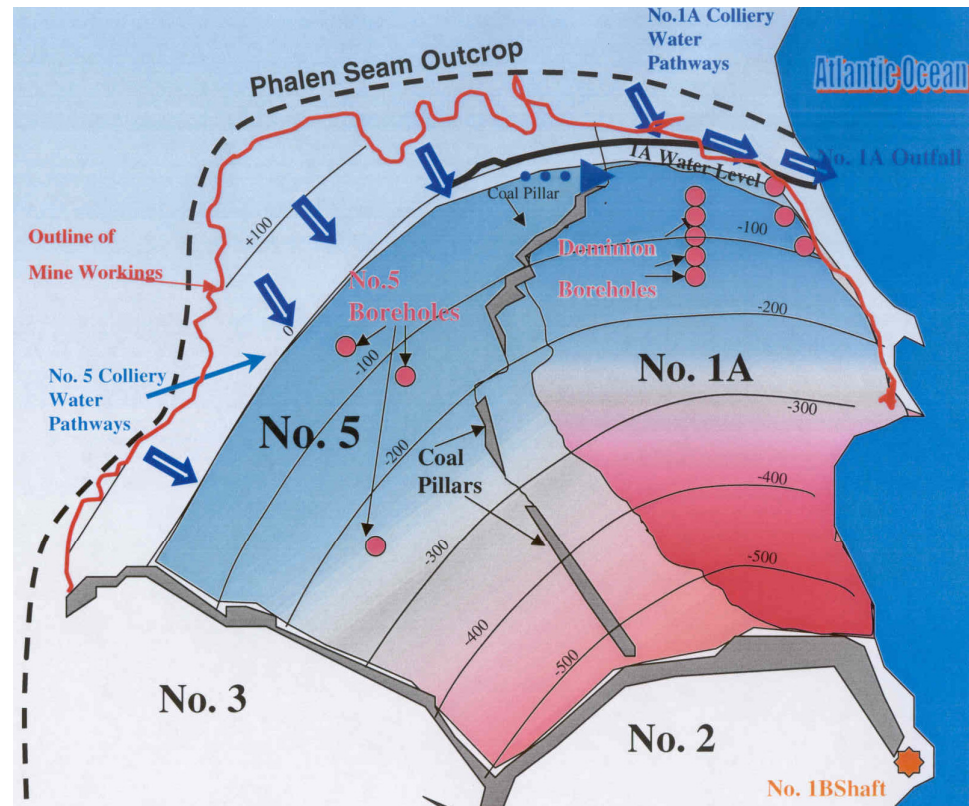 No.1A Colliery
Water
Pathways
Phalen Seam Outcrop
Atlantic Ocean
No. 1A Outfall
1A Water Level
Coal Pillar
+100
Outline of
Mine Workings
Dominion
Boreholes
-100
No.5
Boreholes
0
-200
-100
No. 5 Colliery
Water
Pathways
No. 1A
-300
No. 5
-200
Coal
Pillars
-400
-300
-500
-400
-500
No. 3
No. 2
No. 1BShaft